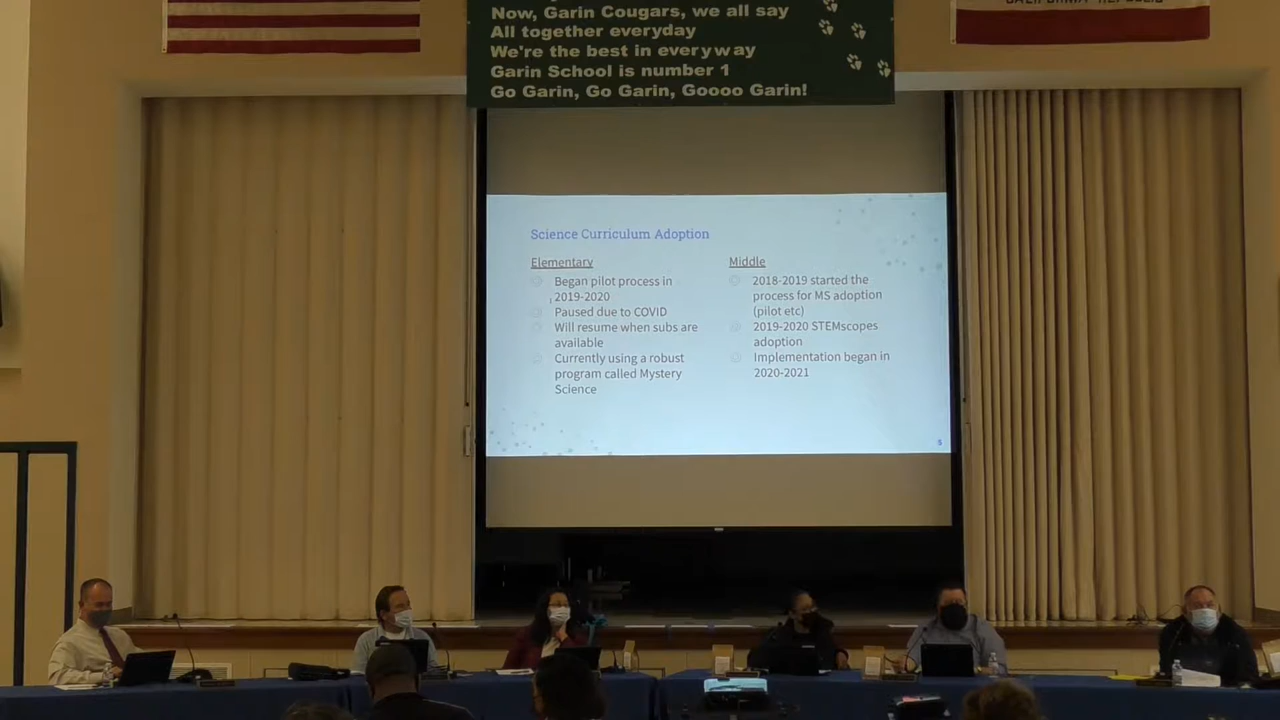 Now, Garin Cougars, we all say
All together everyday
We're the best in everyway
Garin School is number 1
Go Garin, Go Garin, Goooo Garin!
CALIFORNIA REPUBLIC
Science Curriculum Adoption
Elementary
Began pilot process in
2019-2020
Paused due to COVID
Will resume when subs are
available
Currently using a robust
program called Mystery
Science
Middle
2018-2019 started the
process for MS adoption
(pilot etc)
2019-2020 STEMscopes
adoption
Implementation began in
2020-2021
5